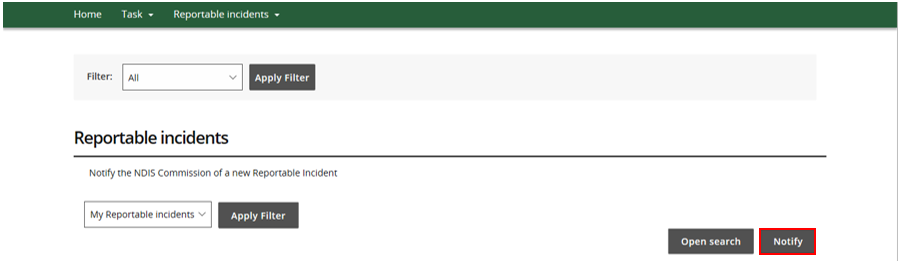 Home Task Reportable incidents
Filter: All Apply Filter
Reportable incidents
Notify the NDIS Commission of a new Reportable Incident
My Reportable incidents Apply Filter
Open search Notify